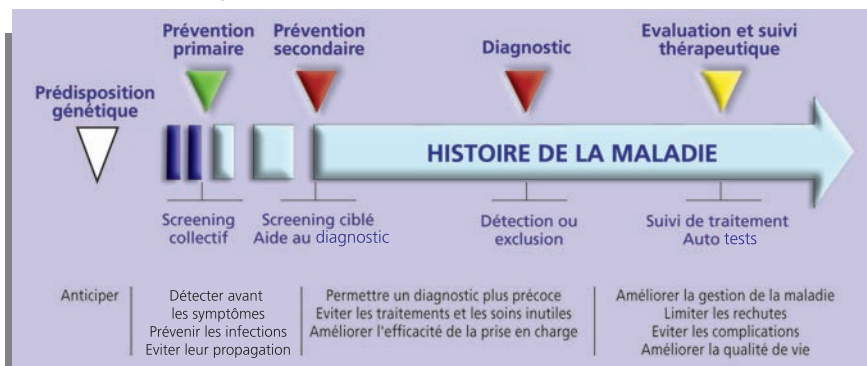 Prédisposition
génétique
Prévention
primaire
Prévention
secondaire
Diagnostic
Evaluation et suivi
thérapeutique
HISTOIRE DE LA MALADIE
Screening
collectif
Screening ciblé
Aide au diagnostic
Détection ou
exclusion
Suivi de traitement
Auto tests
Anticiper
Détecter avant
les symptômes
Prévenir les infections
Eviter leur propagation
Permettre un diagnostic plus précoce
Eviter les traitements et les soins inutiles
Améliorer l'efficacité de la prise en charge
Améliorer la gestion de la maladie
Limiter les rechutes
Eviter les complications
Améliorer la qualité de vie